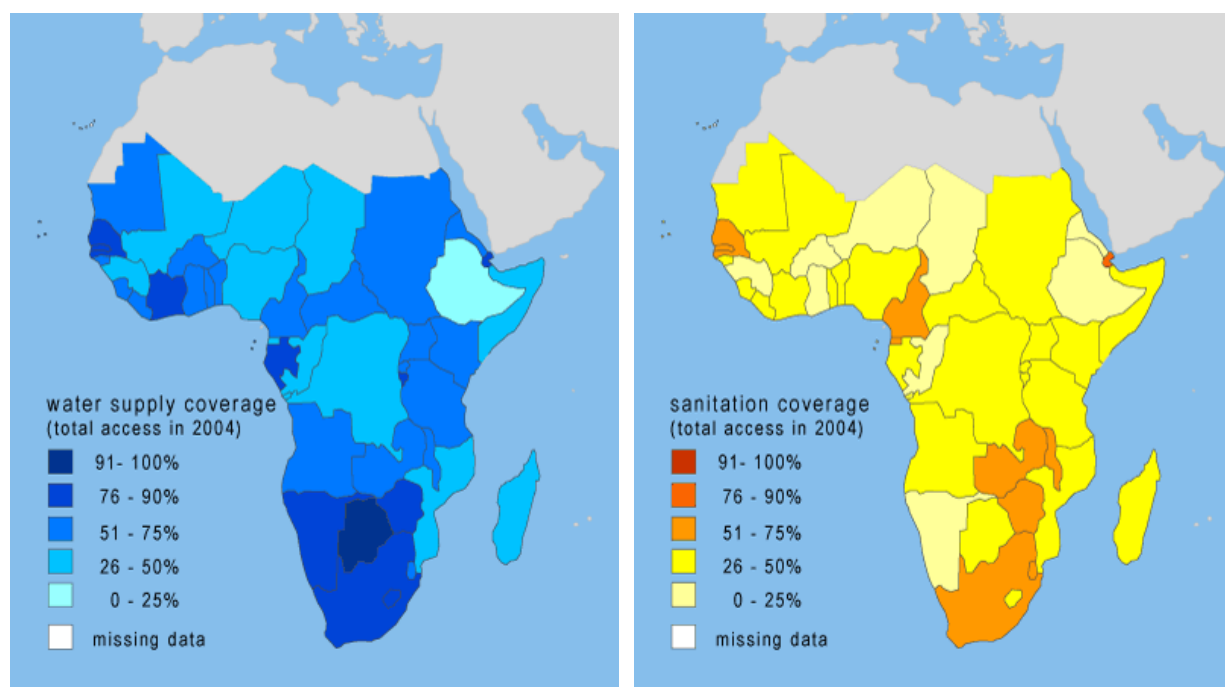 water supply coverage
(total access in 2004)
91- 100%
76 - 90%
51 - 75%
26 - 50%
0 - 25%
missing data
sanitation coverage
(total access in 2004)
91- 100%
76 - 90%
51 - 75%
26 - 50%
0 - 25%
missing data